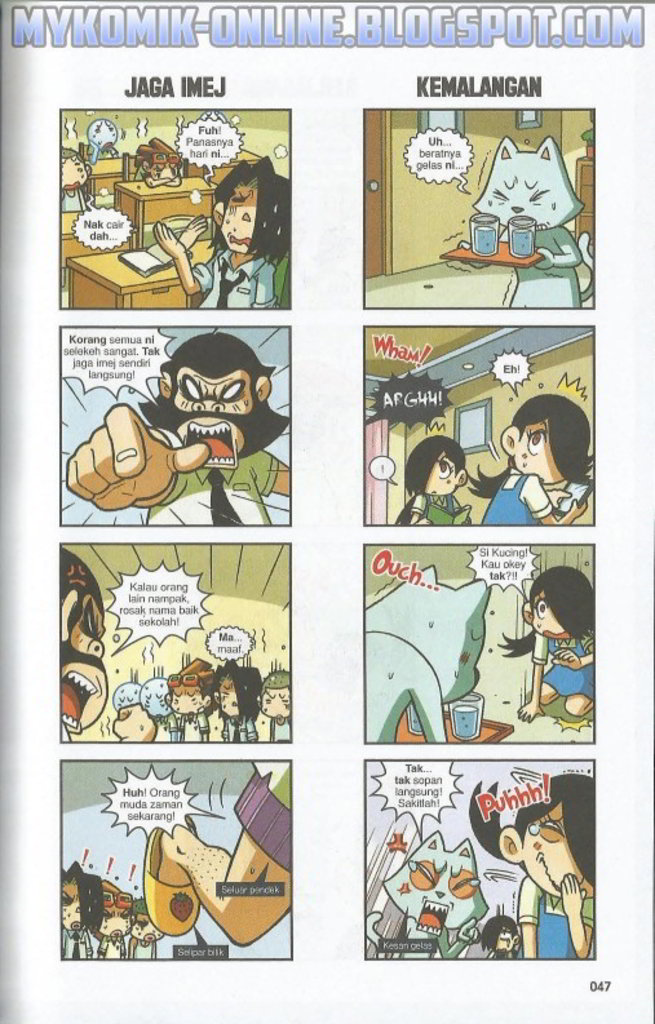 MYKOMIK-ONLINE.BLOGSPOT.COM
JAGA IMEJ
Fuh!
Panasnya
hari ni...
Nak cair
dah...
Korang semua ni
selekeh sangat. Tak
jaga imej sendiri
langsung!
Kalau orang
lain nampak,
rosak nama baik
sekolah!
Ma...
maaf.
Huh! Orang
muda zaman
sekarang!
! ! !
Seluar pendek
Selipar bilik
KEMALANGAN
Uh...
beratnya
gelas ni...
Wham!
ARGHH!
Eh!
!
Ouch...
Si Kucing!
Kau okey
tak?!!
Tak...
tak sopan
langsung!
Sakitlah!
Puhhh!
Kesan gelas
047